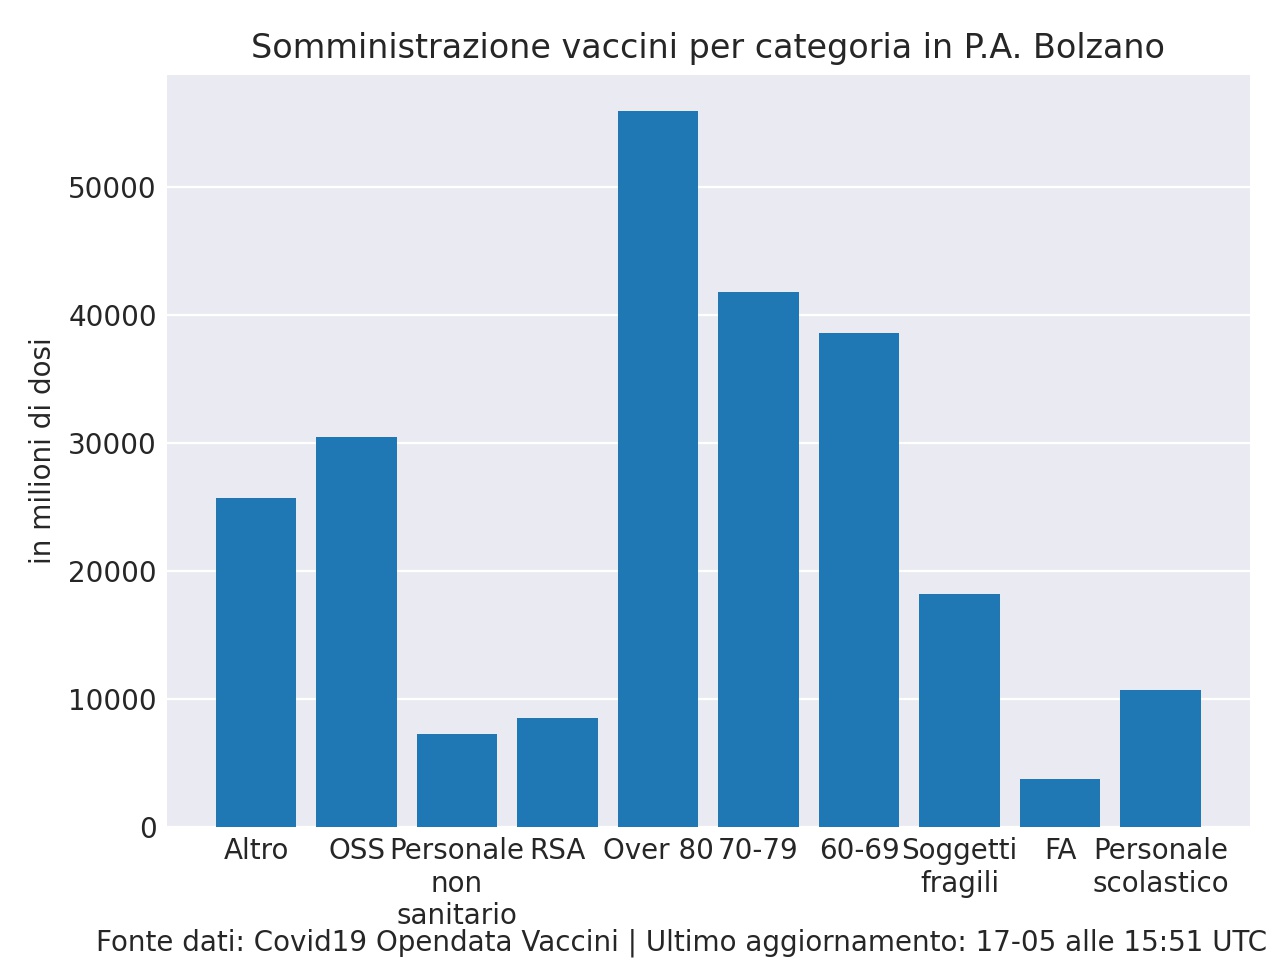 Somministrazione vaccini per categoria in P.A. Bolzano
in milioni di dosi
50000
40000
30000
20000
10000
0
Altro
OSS
Personale
non
sanitario
RSA
Over 80
70-79
60-69
Soggetti
fragili
FA
Personale
scolastico
Fonte dati: Covid19 Opendata Vaccini | Ultimo aggiornamento: 17-05 alle 15:51 UTC